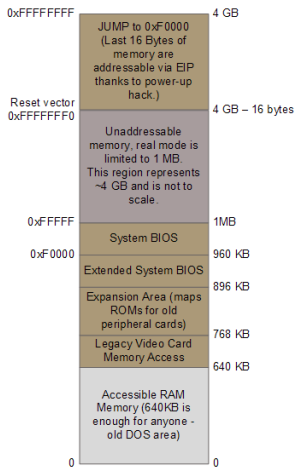 0xFFFFFFFF
4 GB
JUMP to 0xF0000
(Last 16 Bytes of
memory are
addressable via EIP
thanks to power-up
hack.)
Reset vector
0xFFFFFFF0
4 GB – 16 bytes
Unaddressable
memory, real mode is
limited to 1 MB.
This region represents
~4 GB and is not to
scale.
0xFFFFF
1MB
System BIOS
0xF0000
960 KB
Extended System BIOS
896 KB
Expansion Area (maps
ROMs for old
peripheral cards)
768 KB
Legacy Video Card
Memory Access
640 KB
Accessible RAM
Memory (640KB is
enough for anyone -
old DOS area)
0
0